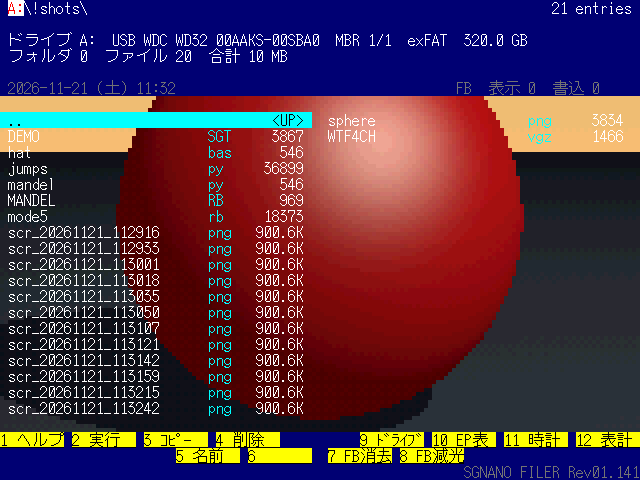 A:\!shots\ 21 entries
ドライブ A: USB WDC WD32 00AAKS-00SBA0 MBR 1/1 exFAT 320.0 GB
フォルダ 0 ファイル 20 合計 10 MB
2026-11-21 (土) 11:32 FB 表示 0 書込 0
.. <UP> sphere png 3834
DEMO SGT 3867 WTF4CH vgz 1466
hat bas 546
jumps py 36899
mandel py 546
MANDEL RB 969
mode5 rb 18373
scr_20261121_112916 png 900.6K
scr_20261121_112933 png 900.6K
scr_20261121_113001 png 900.6K
scr_20261121_113018 png 900.6K
scr_20261121_113035 png 900.6K
scr_20261121_113050 png 900.6K
scr_20261121_113107 png 900.6K
scr_20261121_113121 png 900.6K
scr_20261121_113142 png 900.6K
scr_20261121_113159 png 900.6K
scr_20261121_113215 png 900.6K
scr_20261121_113242 png 900.6K
1 ヘルプ 2 実行 3 ｺﾋﾟｰ 4 削除 9 ﾄﾞﾗｲﾌﾞ 10 EP表 11 時計 12 表計
5 名前 6 7 FB消去 8 FB減光
SGNANO FILER Rev01.141